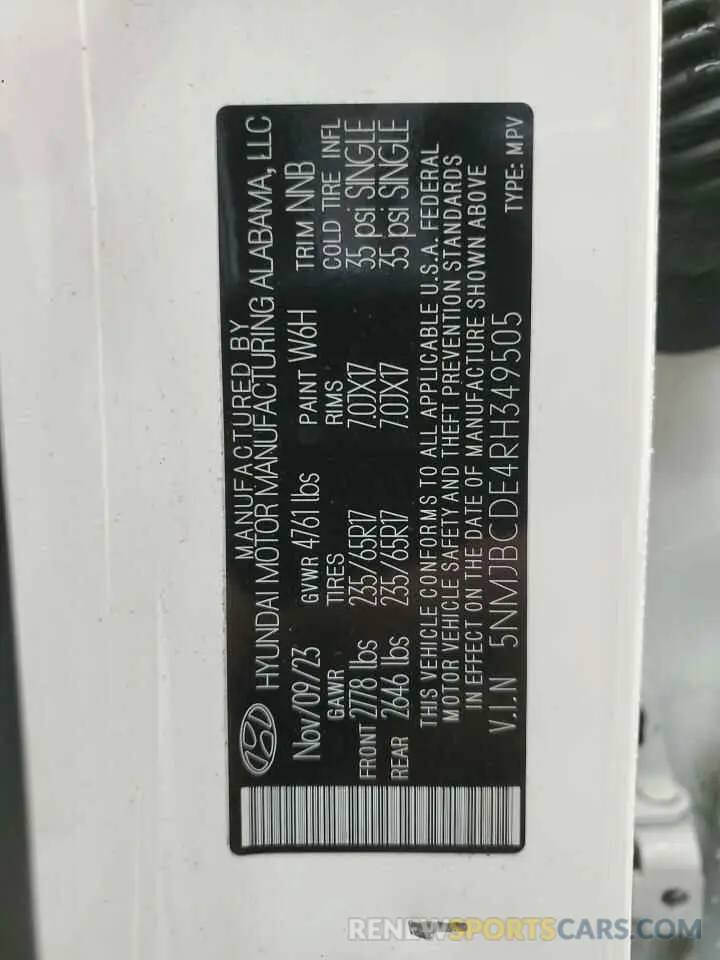 MANUFACTURED BY
HYUNDAI MOTOR MANUFACTURING ALABAMA, LLC
Nov/09/23 GVWR 4761 lbs PAINT W6H TRIM NNB
GAWR TIRES RIMS COLD TIRE INFL
FRONT 2778 lbs 235/65R17 7.0JX17 35 psi SINGLE
REAR 2646 lbs 235/65R17 7.0JX17 35 psi SINGLE
THIS VEHICLE CONFORMS TO ALL APPLICABLE U.S.A. FEDERAL
MOTOR VEHICLE SAFETY AND THEFT PREVENTION STANDARDS
IN EFFECT ON THE DATE OF MANUFACTURE SHOWN ABOVE
V.I.N 5NMJBCDE4RH349505 TYPE: MPV
RENEWSPORTSCARS.COM